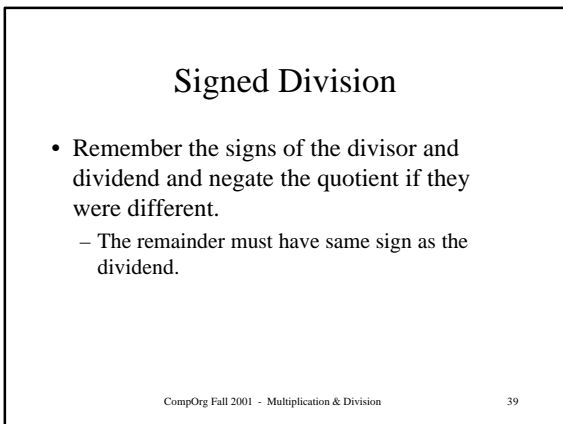 Signed Division
• Remember the signs of the divisor and
dividend and negate the quotient if they
were different.
– The remainder must have same sign as the
dividend.
CompOrg Fall 2001 - Multiplication & Division 39